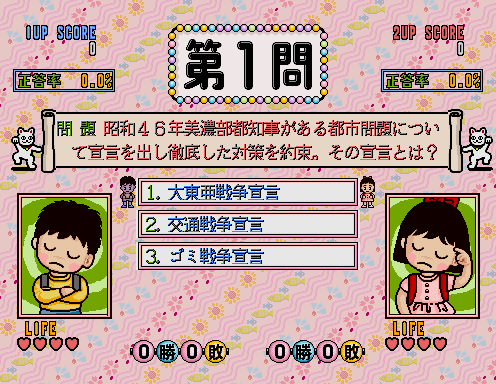 1UP SCORE
0
2UP SCORE
0
第1問
正答率 0.0%
正答率 0.0%
問題 昭和46年美濃部都知事がある都市問題につい
て宣言を出し徹底した対策を約束。その宣言とは?
1. 大東亜戦争宣言
2. 交通戦争宣言
3. ゴミ戦争宣言
LIFE
LIFE
0勝0敗
0勝0敗